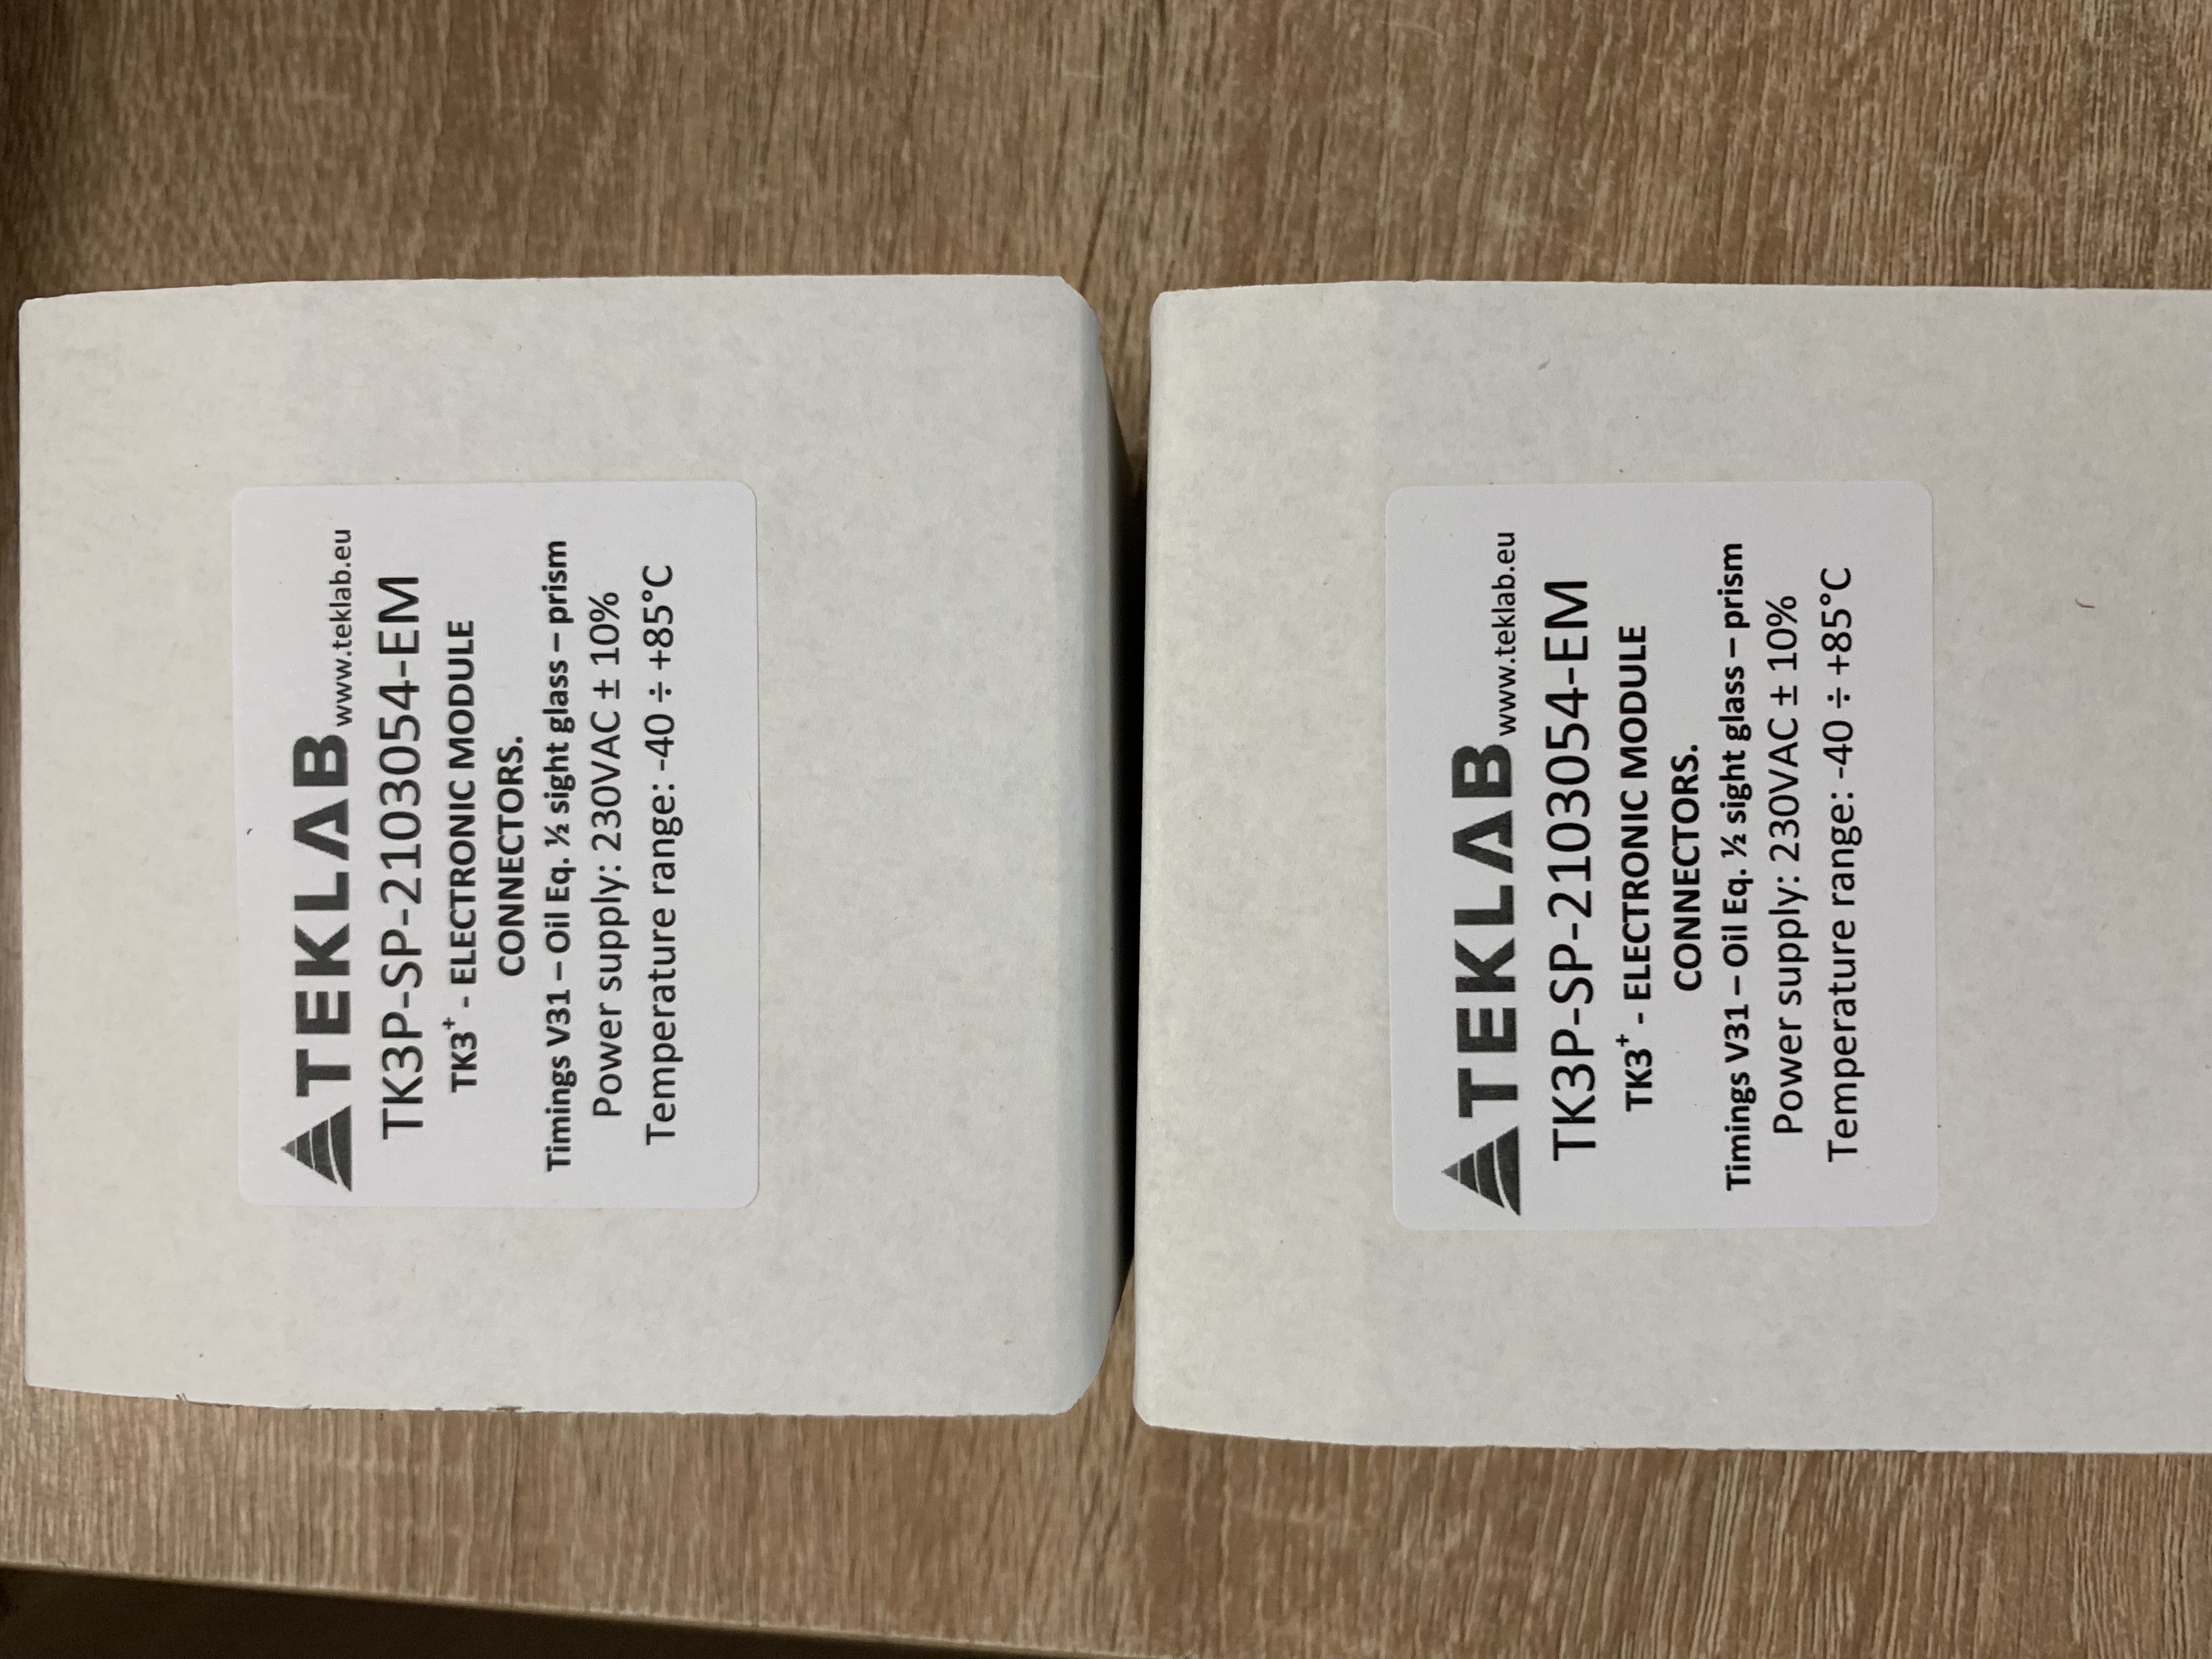 TEKLAB
www.teklab.eu
TK3P-SP-2103054-EM
TK3⁺ - ELECTRONIC MODULE
CONNECTORS.
Timings V31 – Oil Eq. ½ sight glass – prism
Power supply: 230VAC ± 10%
Temperature range: -40 ÷ +85°C
TEKLAB
www.teklab.eu
TK3P-SP-2103054-EM
TK3⁺ - ELECTRONIC MODULE
CONNECTORS.
Timings V31 – Oil Eq. ½ sight glass – prism
Power supply: 230VAC ± 10%
Temperature range: -40 ÷ +85°C